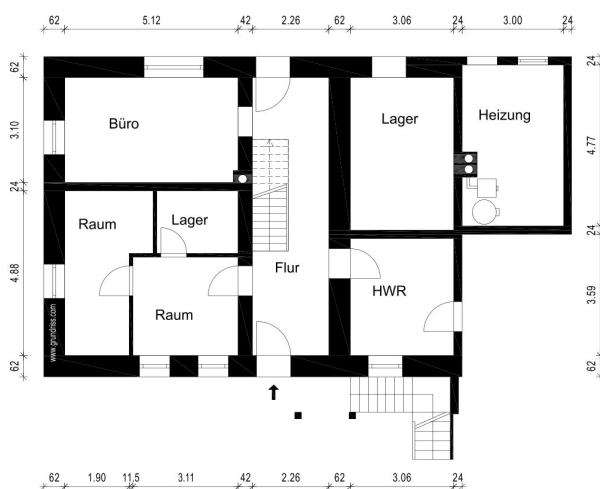 62 5.12 42 2.26 62 3.06 24 3.00 24
62
3.10
24
4.88
62
24
4.77
24
3.59
62
Büro
Lager
Heizung
Raum
Lager
Flur
HWR
Raum
www.grundriss.com
62 1.90 11.5 3.11 42 2.26 62 3.06 24